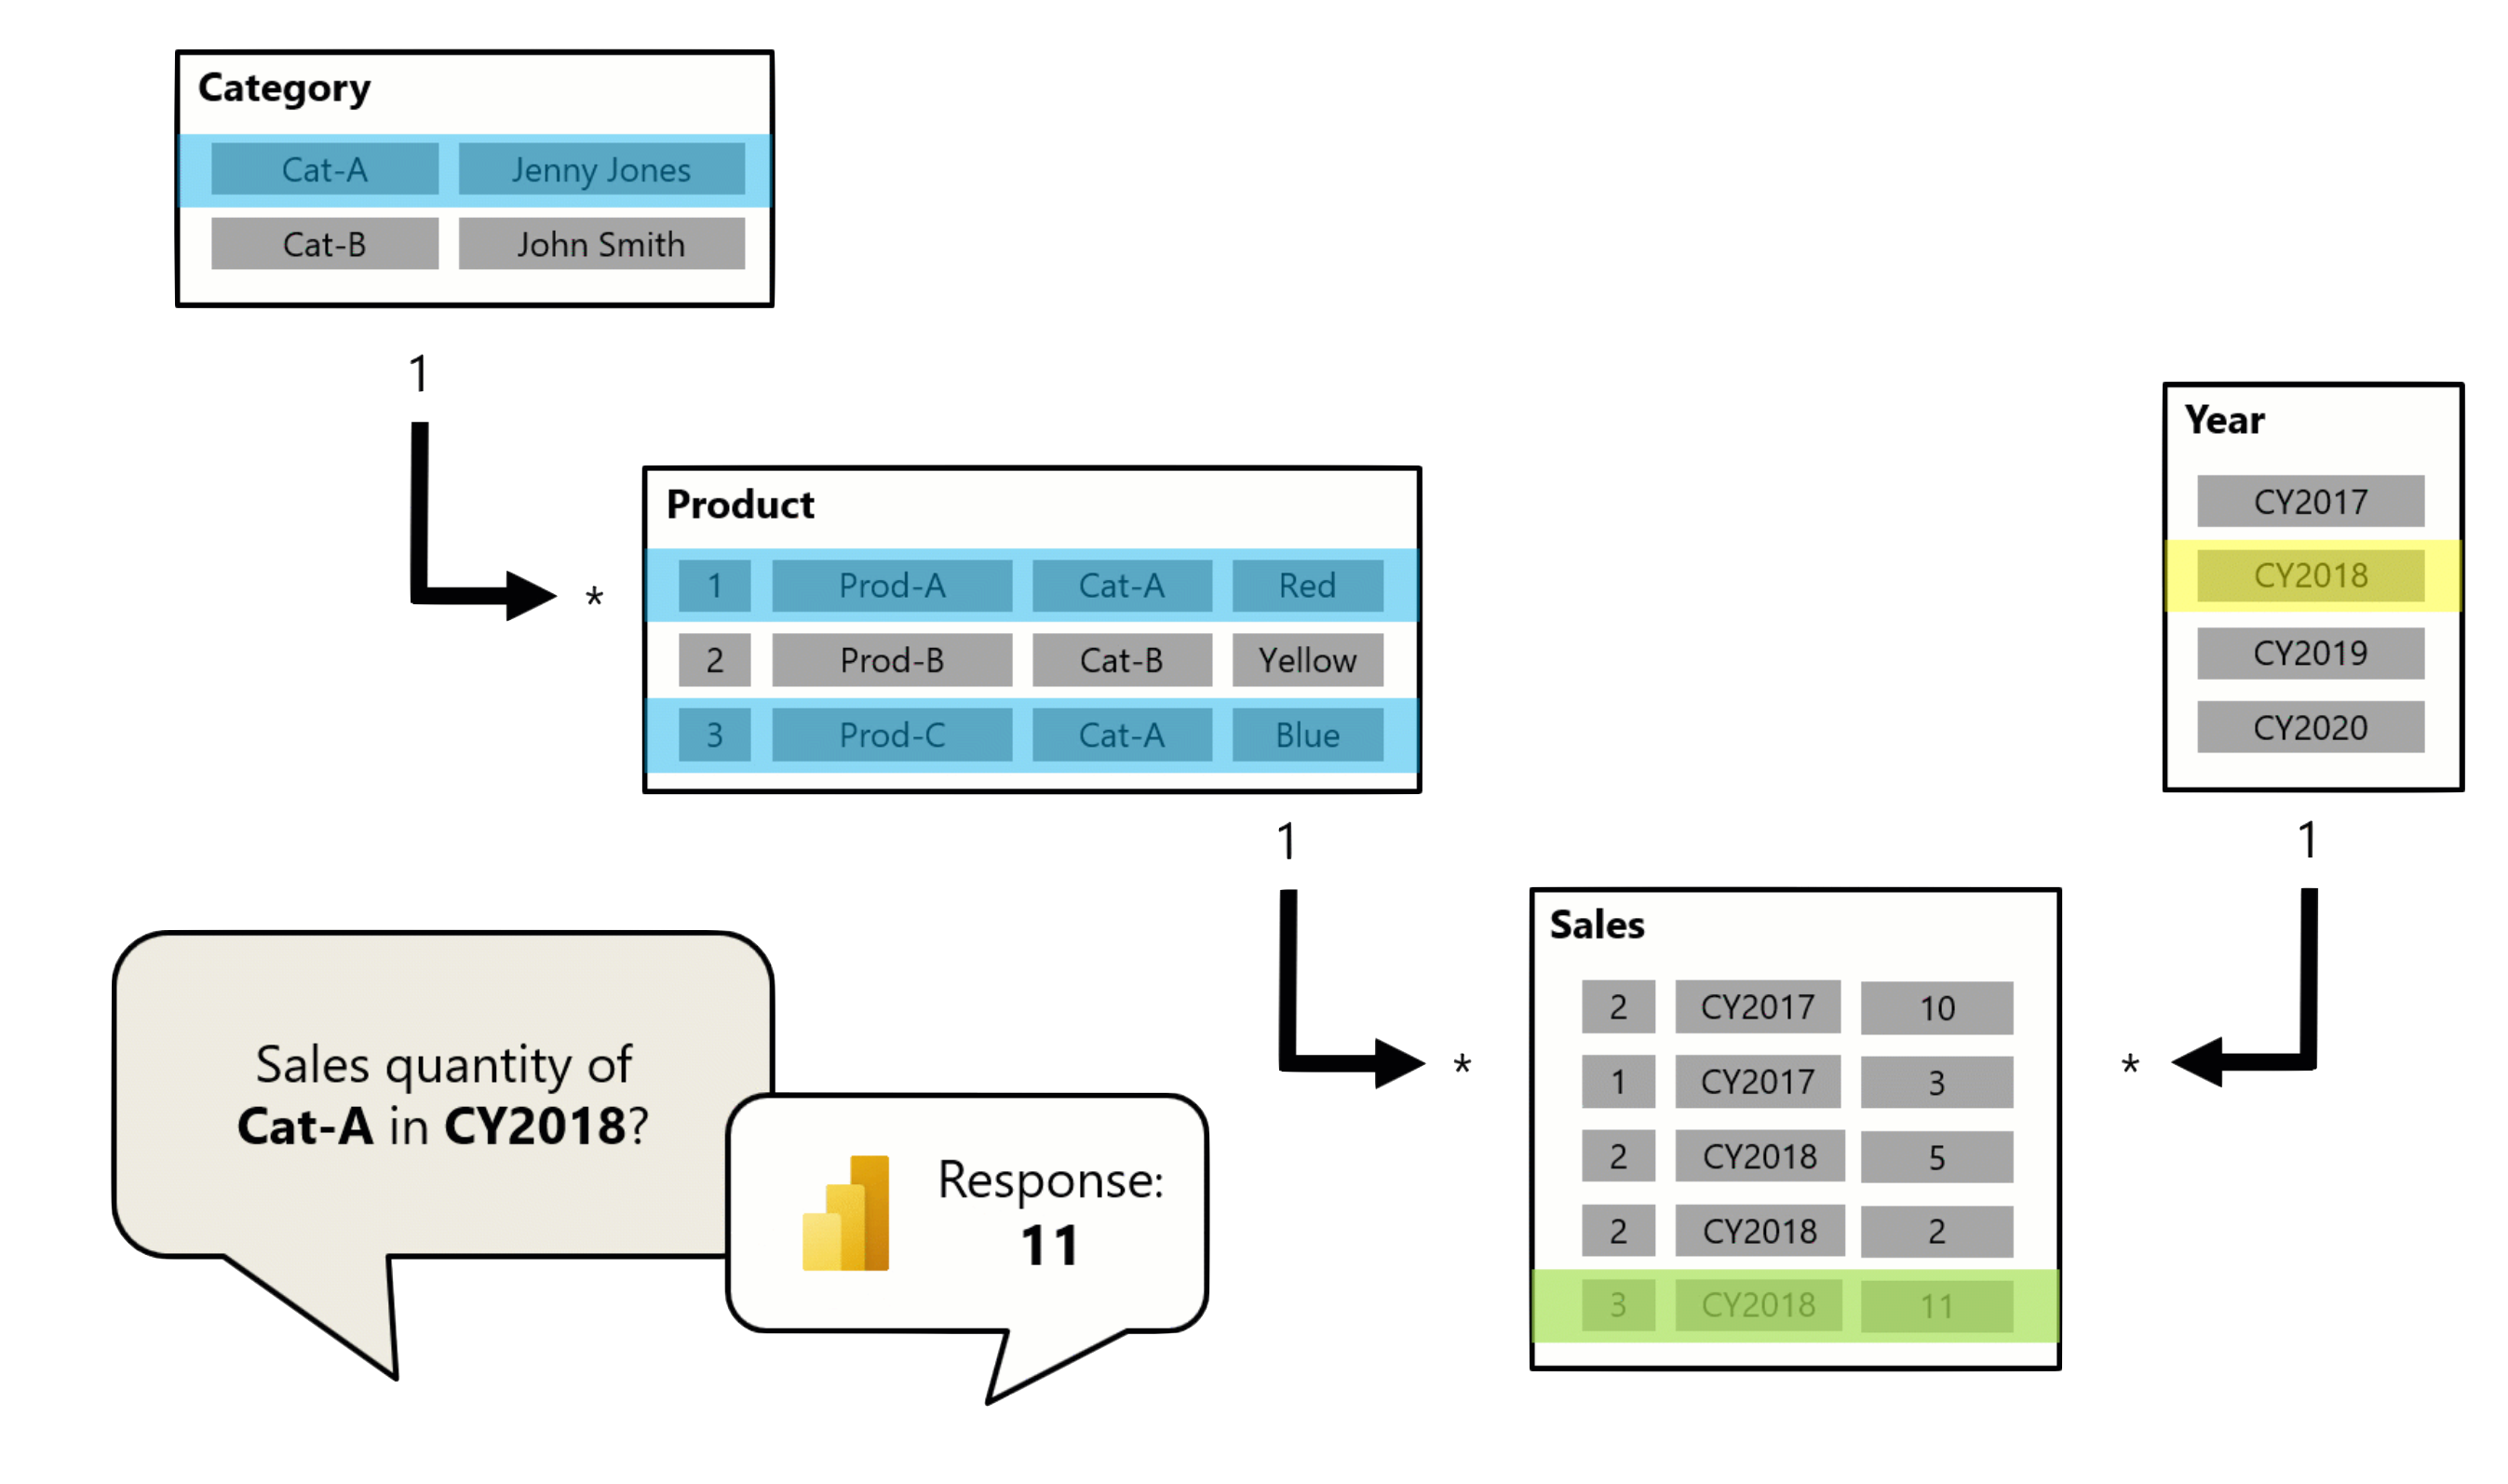 Category
Cat-A Jenny Jones
Cat-B John Smith
1
*
Product
1 Prod-A Cat-A Red
2 Prod-B Cat-B Yellow
3 Prod-C Cat-A Blue
Year
CY2017
CY2018
CY2019
CY2020
1
1
*
*
Sales
2 CY2017 10
1 CY2017 3
2 CY2018 5
2 CY2018 2
3 CY2018 11
Sales quantity of
Cat-A in CY2018?
Response:
11